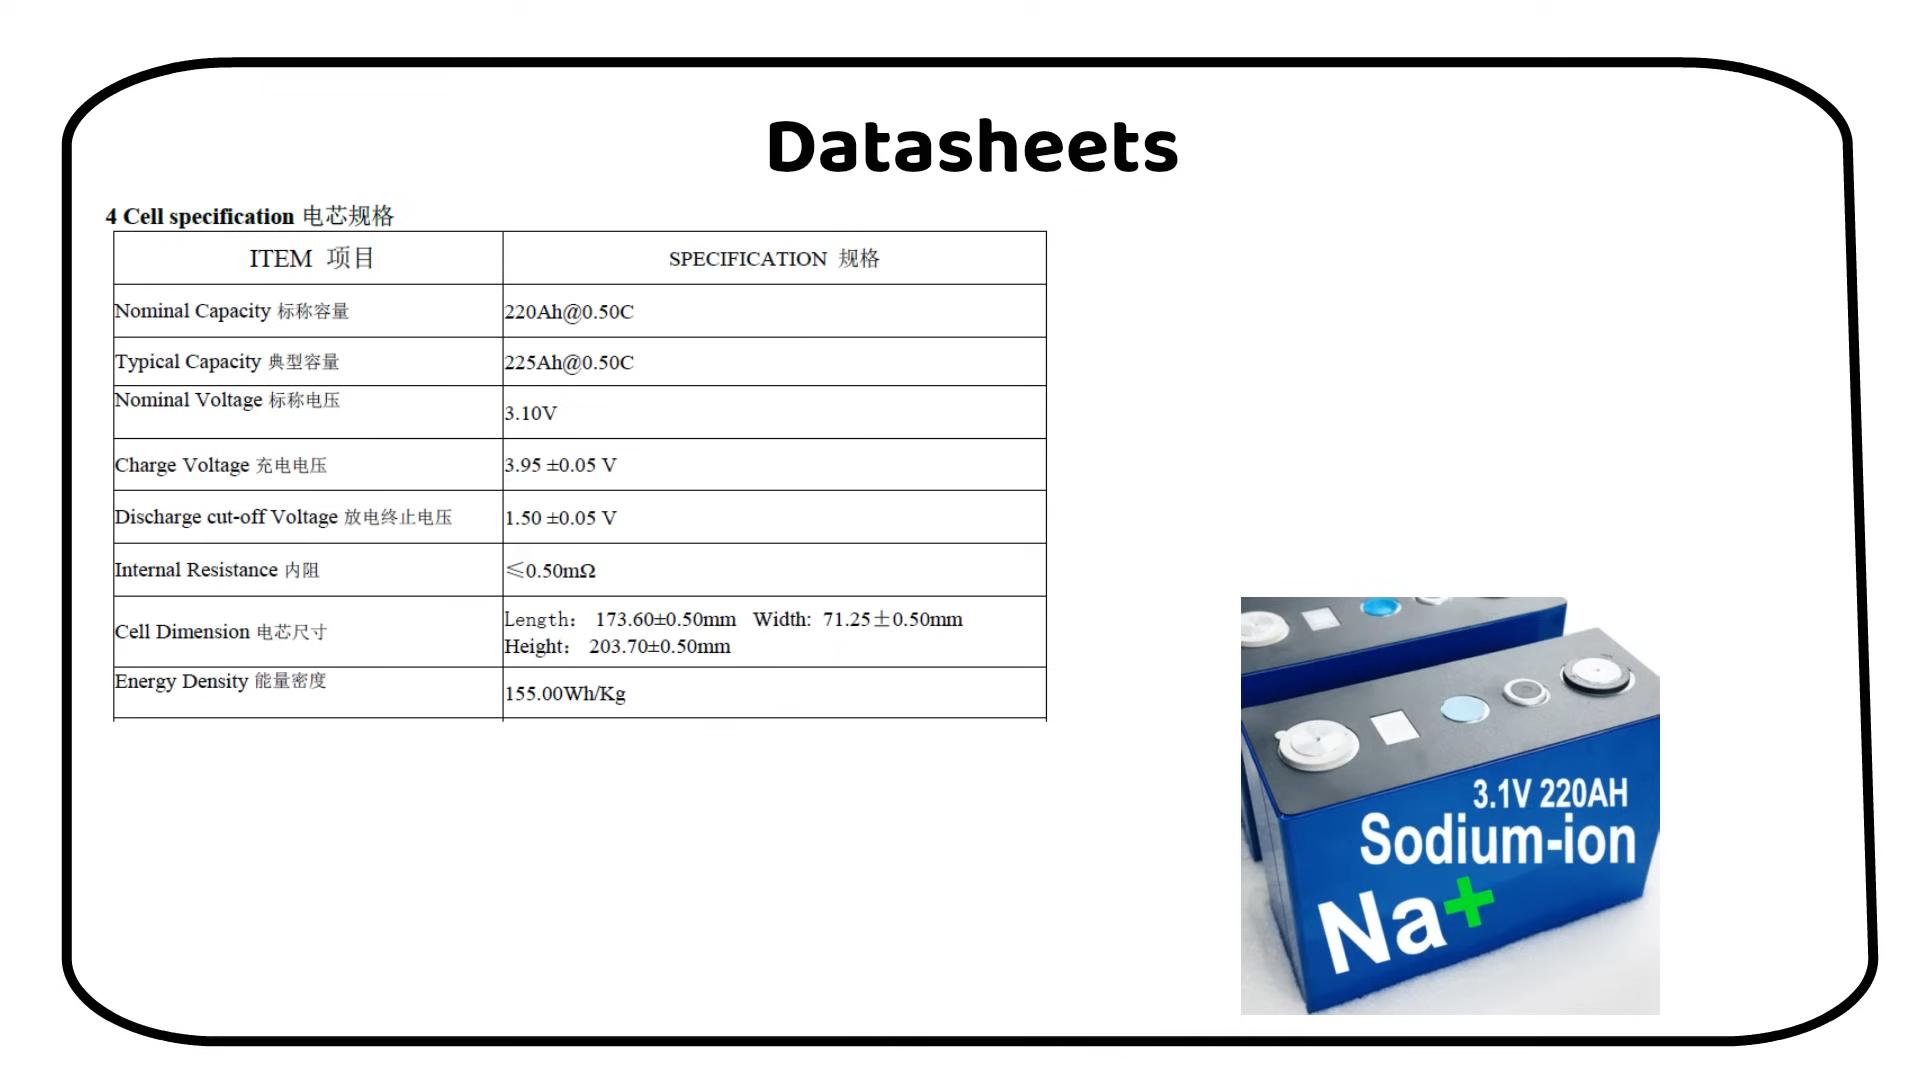 Datasheets
4 Cell specification 电芯规格
ITEM 项目 SPECIFICATION 规格
Nominal Capacity 标称容量 220Ah@0.50C
Typical Capacity 典型容量 225Ah@0.50C
Nominal Voltage 标称电压 3.10V
Charge Voltage 充电电压 3.95 ±0.05 V
Discharge cut-off Voltage 放电终止电压 1.50 ±0.05 V
Internal Resistance 内阻 ≤0.50mΩ
Cell Dimension 电芯尺寸 Length： 173.60±0.50mm Width: 71.25±0.50mm
Height： 203.70±0.50mm
Energy Density 能量密度 155.00Wh/Kg
3.1V 220AH
Sodium-ion
Na+